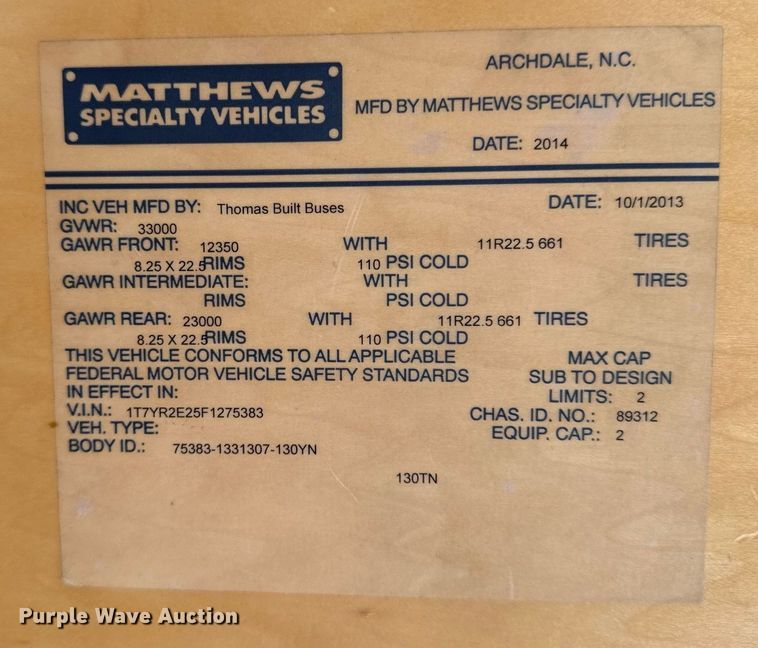 MATTHEWS
SPECIALTY VEHICLES
ARCHDALE, N.C.
MFD BY MATTHEWS SPECIALTY VEHICLES
DATE: 2014
INC VEH MFD BY: Thomas Built Buses DATE: 10/1/2013
GVWR: 33000
GAWR FRONT: 12350 WITH 11R22.5 661 TIRES
8.25 X 22.5 RIMS 110 PSI COLD
GAWR INTERMEDIATE: WITH TIRES
RIMS PSI COLD
GAWR REAR: 23000 WITH 11R22.5 661 TIRES
8.25 X 22.5 RIMS 110 PSI COLD
THIS VEHICLE CONFORMS TO ALL APPLICABLE
FEDERAL MOTOR VEHICLE SAFETY STANDARDS
IN EFFECT IN:
MAX CAP
SUB TO DESIGN
LIMITS: 2
V.I.N.: 1T7YR2E25F1275383 CHAS. ID. NO.: 89312
VEH. TYPE: EQUIP. CAP.: 2
BODY ID.: 75383-1331307-130YN
130TN
Purple Wave Auction